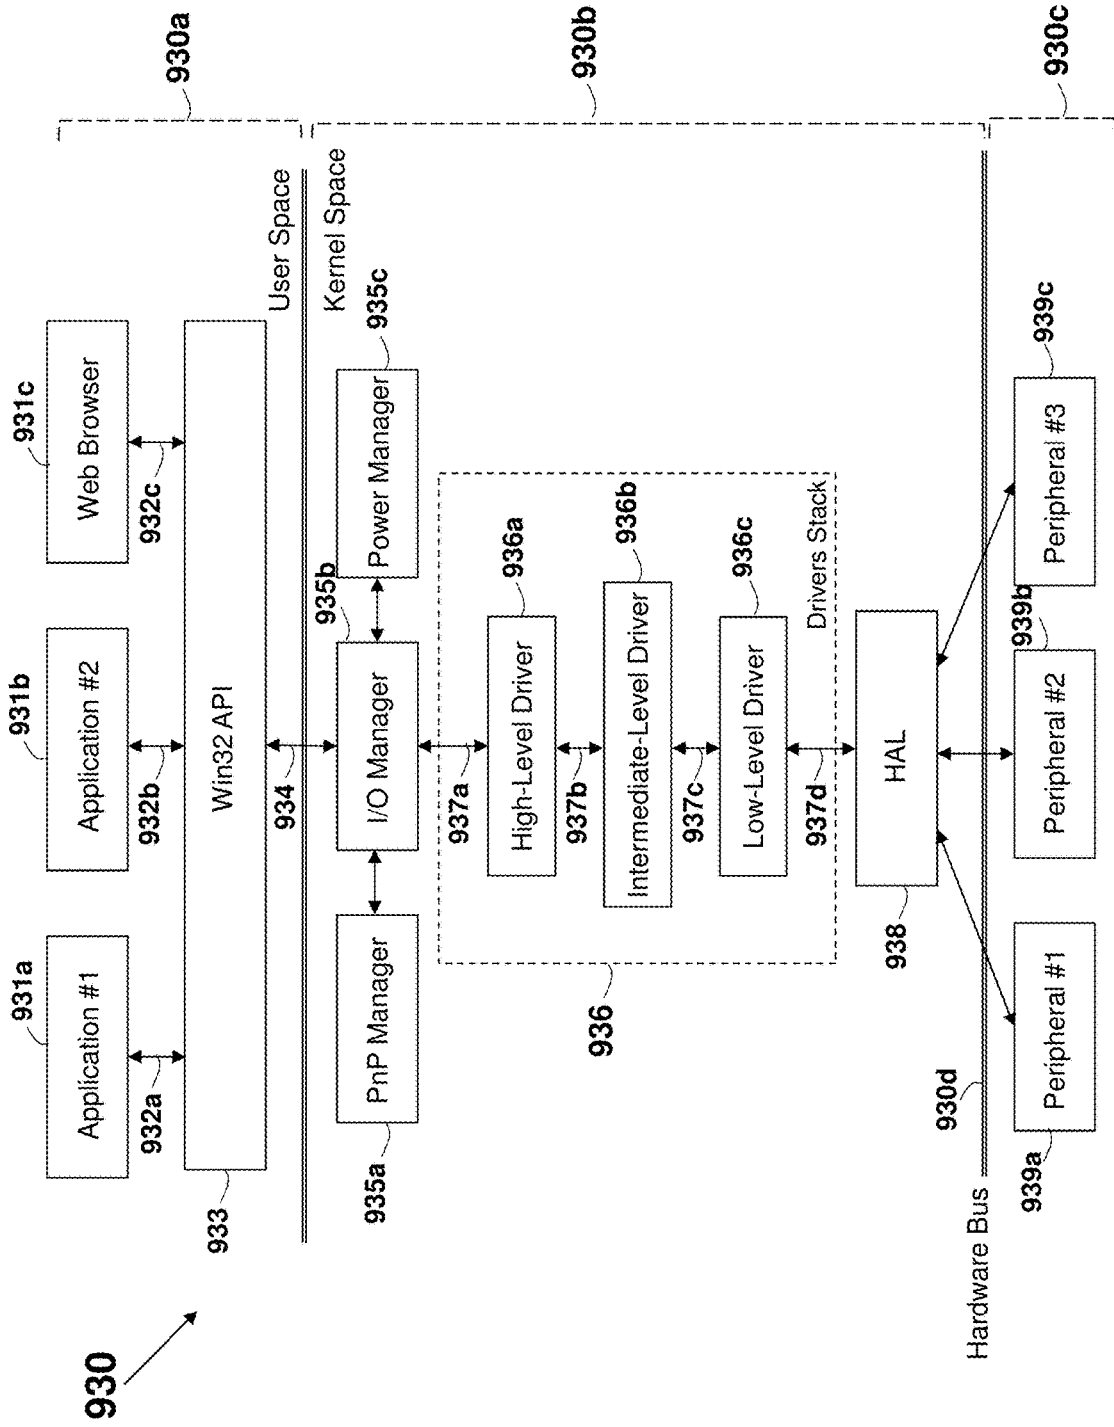 930
930a
930b
930c
931a
931b
931c
Application #1
Application #2
Web Browser
932a
932b
932c
933
Win32 API
User Space
934
Kernel Space
935a
935b
935c
PnP Manager
I/O Manager
Power Manager
937a
936
936a
High-Level Driver
937b
936b
Intermediate-Level Driver
937c
936c
Low-Level Driver
Drivers Stack
937d
938
HAL
930d
Hardware Bus
939a
939b
939c
Peripheral #1
Peripheral #2
Peripheral #3